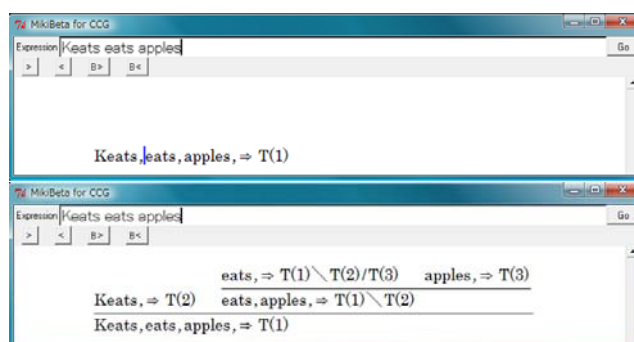 MikiBeta for CCG
Expression Keats eats apples Go
> < B> B<
Keats,eats,apples,⇒ T(1)
MikiBeta for CCG
Expression Keats eats apples Go
> < B> B<
eats,⇒ T(1)＼T(2)/T(3) apples,⇒ T(3)
Keats,⇒ T(2) eats,apples,⇒ T(1)＼T(2)
Keats,eats,apples,⇒ T(1)